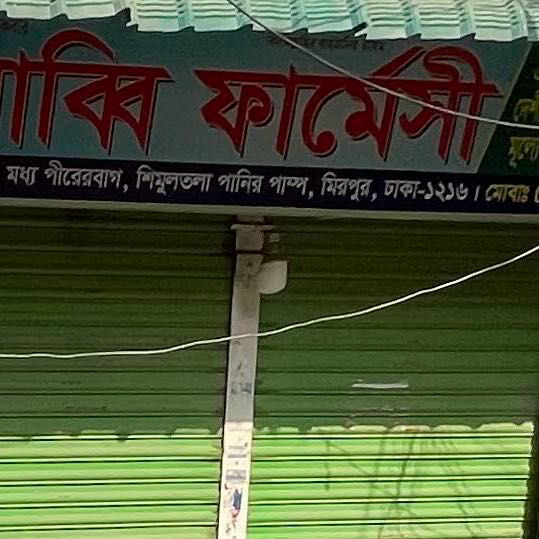 ফার্মেসী
মধ্য পীরেরবাগ, শিমুলতলা পানির পাম্প, মিরপুর, ঢাকা-১২১৬। মোবাঃ